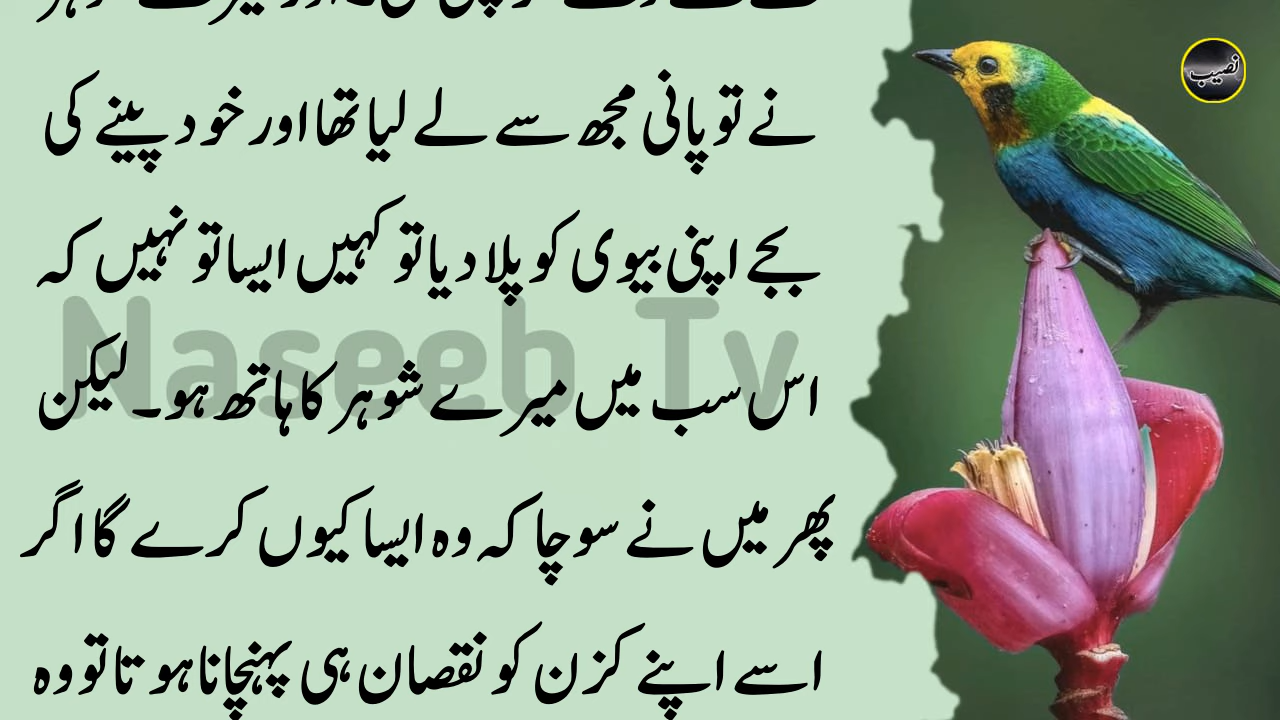 نے تو پانی مجھ سے لے لیا تھا اور خود پینے کی
بجے اپنی بیوی کو پلا دیا تو کہیں ایسا تو نہیں کہ
اس سب میں میرے شوہر کا ہاتھ ہو۔ لیکن
پھر میں نے سوچا کہ وہ ایسا کیوں کرے گا اگر
اسے اپنے کزن کو نقصان ہی پہنچانا ہو تا تو وہ
Naseeb Tv
نصیب